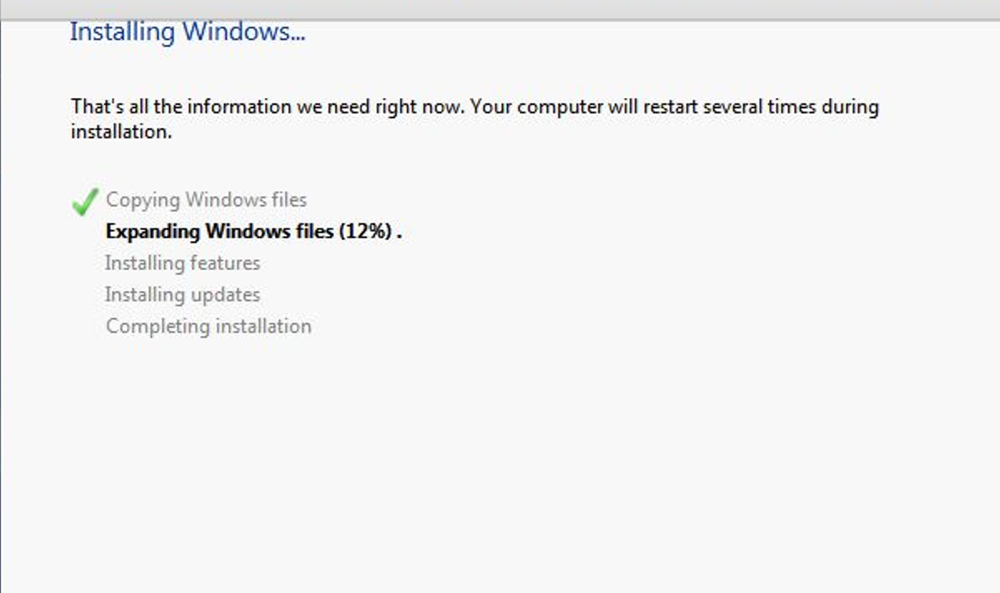 Installing Windows...
That's all the information we need right now. Your computer will restart several times during
installation.
Copying Windows files
Expanding Windows files (12%) .
Installing features
Installing updates
Completing installation